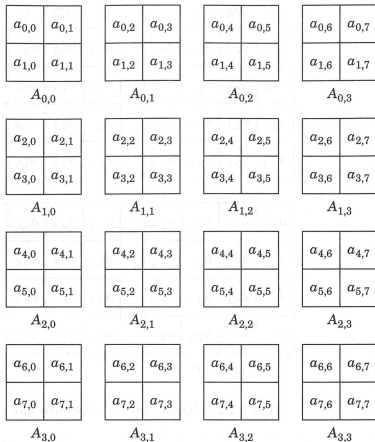 a0,0 a0,1 a0,2 a0,3 a0,4 a0,5 a0,6 a0,7
a1,0 a1,1 a1,2 a1,3 a1,4 a1,5 a1,6 a1,7
A0,0 A0,1 A0,2 A0,3
a2,0 a2,1 a2,2 a2,3 a2,4 a2,5 a2,6 a2,7
a3,0 a3,1 a3,2 a3,3 a3,4 a3,5 a3,6 a3,7
A1,0 A1,1 A1,2 A1,3
a4,0 a4,1 a4,2 a4,3 a4,4 a4,5 a4,6 a4,7
a5,0 a5,1 a5,2 a5,3 a5,4 a5,5 a5,6 a5,7
A2,0 A2,1 A2,2 A2,3
a6,0 a6,1 a6,2 a6,3 a6,4 a6,5 a6,6 a6,7
a7,0 a7,1 a7,2 a7,3 a7,4 a7,5 a7,6 a7,7
A3,0 A3,1 A3,2 A3,3